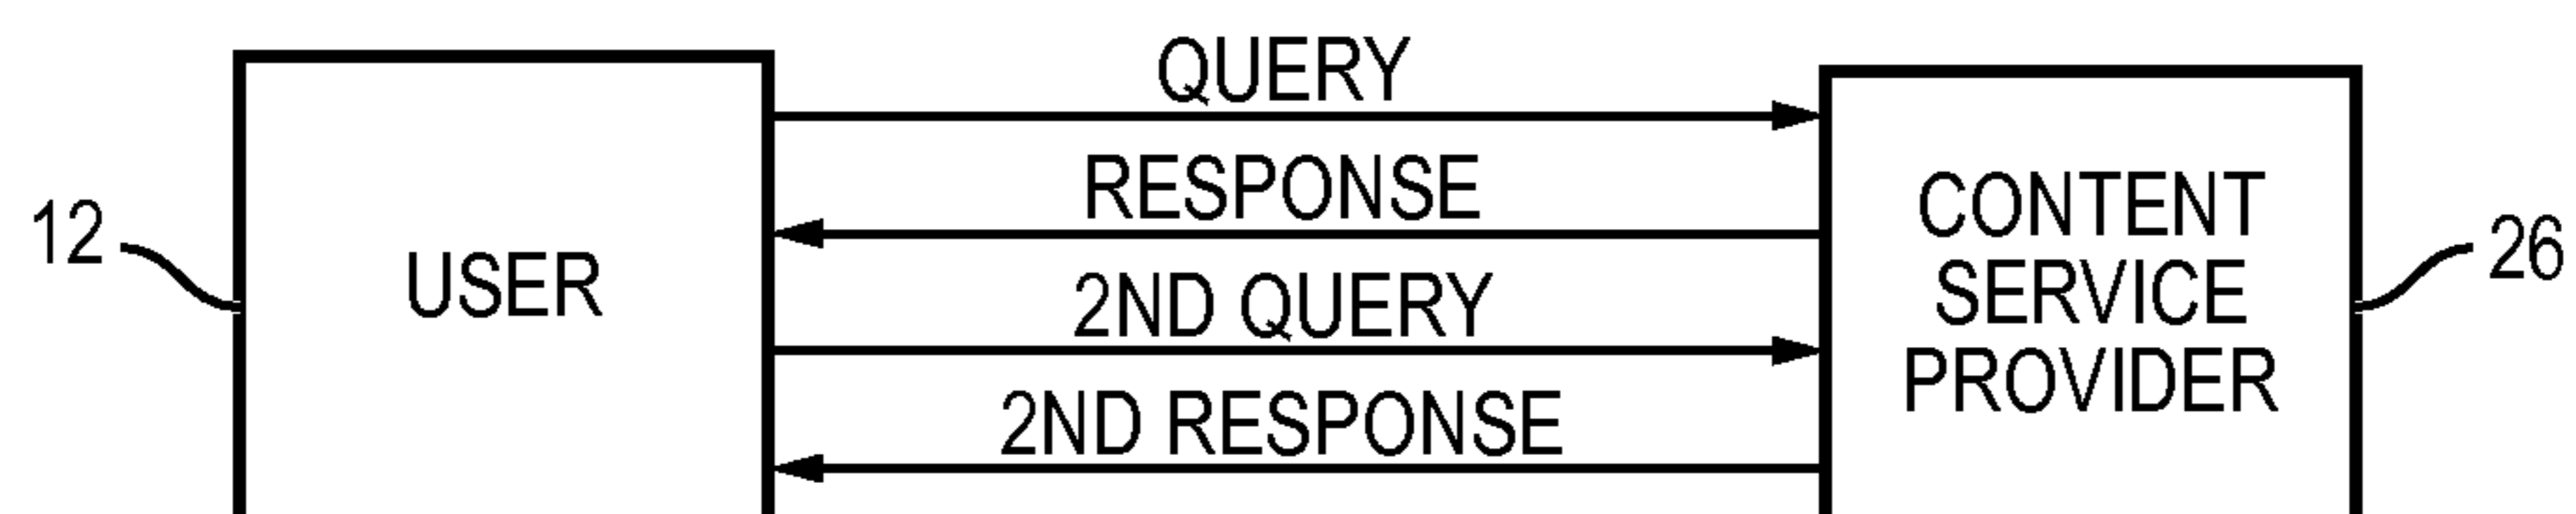 QUERY
RESPONSE
12
USER
2ND QUERY
2ND RESPONSE
CONTENT
SERVICE
PROVIDER
26